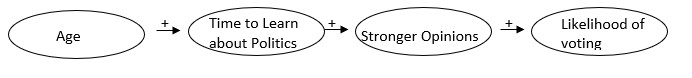 Age
+
Time to Learn
about Politics
+
Stronger Opinions
+
Likelihood of
voting